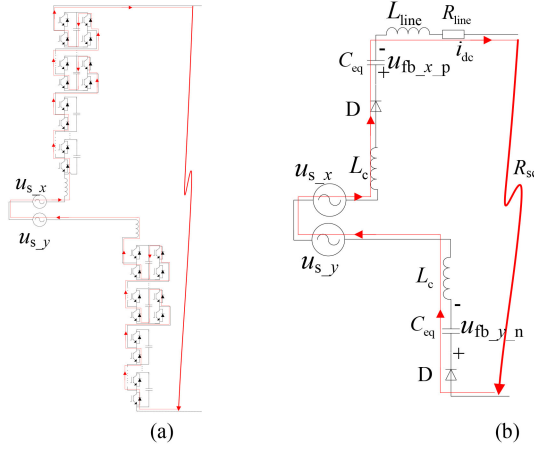 u_s_x
u_s_y
(a)
L_line
R_line
i_dc
-
C_eq
u_fb_x_p
+
D
L_c
R_sc
u_s_x
u_s_y
L_c
-
C_eq
u_fb_y_n
+
D
(b)